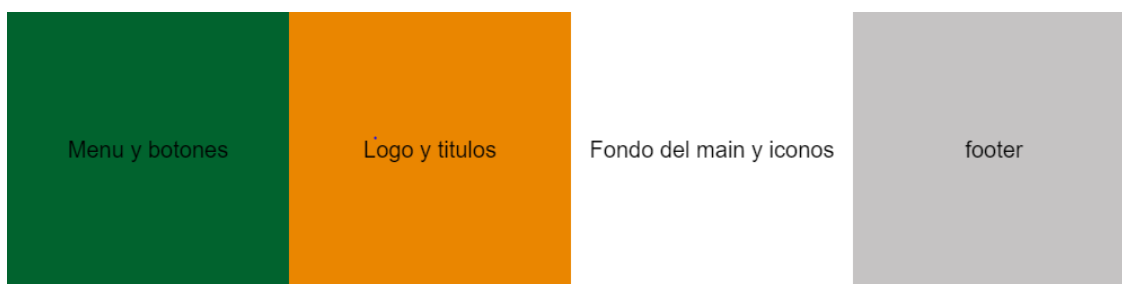 Menu y botones
Logo y titulos
Fondo del main y iconos
footer